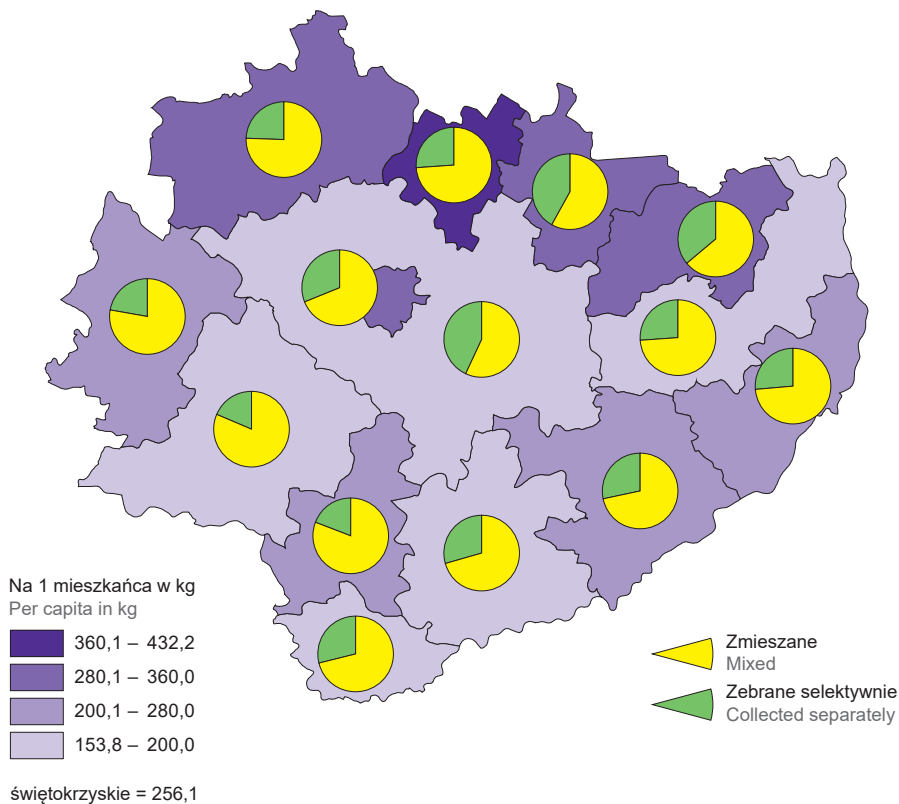 Na 1 mieszkańca w kg
Per capita in kg
360,1 – 432,2
280,1 – 360,0
200,1 – 280,0
153,8 – 200,0
świętokrzyskie = 256,1
Zmieszane
Mixed
Zebrane selektywnie
Collected separately